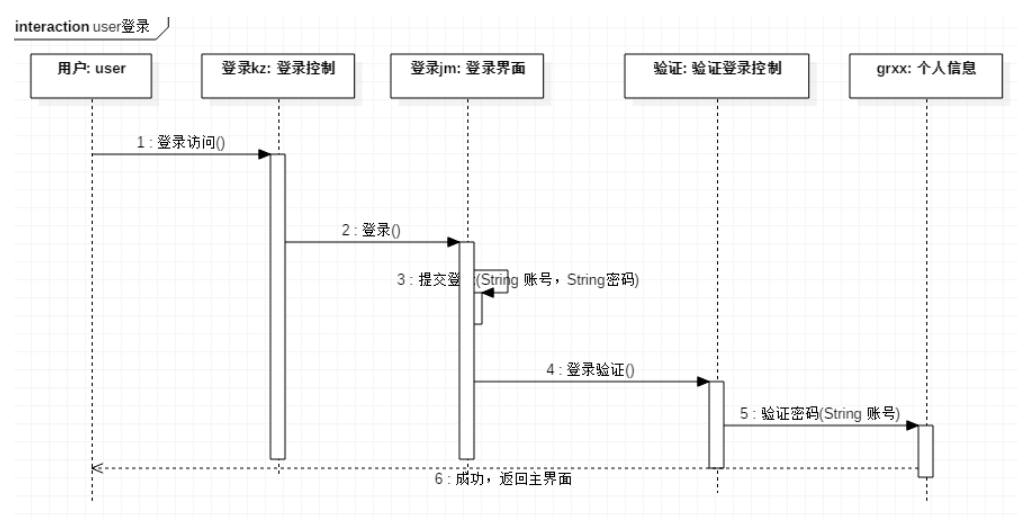 interaction user登录
用户: user
登录kz: 登录控制
登录jm: 登录界面
验证: 验证登录控制
grxx: 个人信息
1 : 登录访问()
2 : 登录()
3 : 提交登(String 账号，String密码)
4 : 登录验证()
5 : 验证密码(String 账号)
6 : 成功，返回主界面